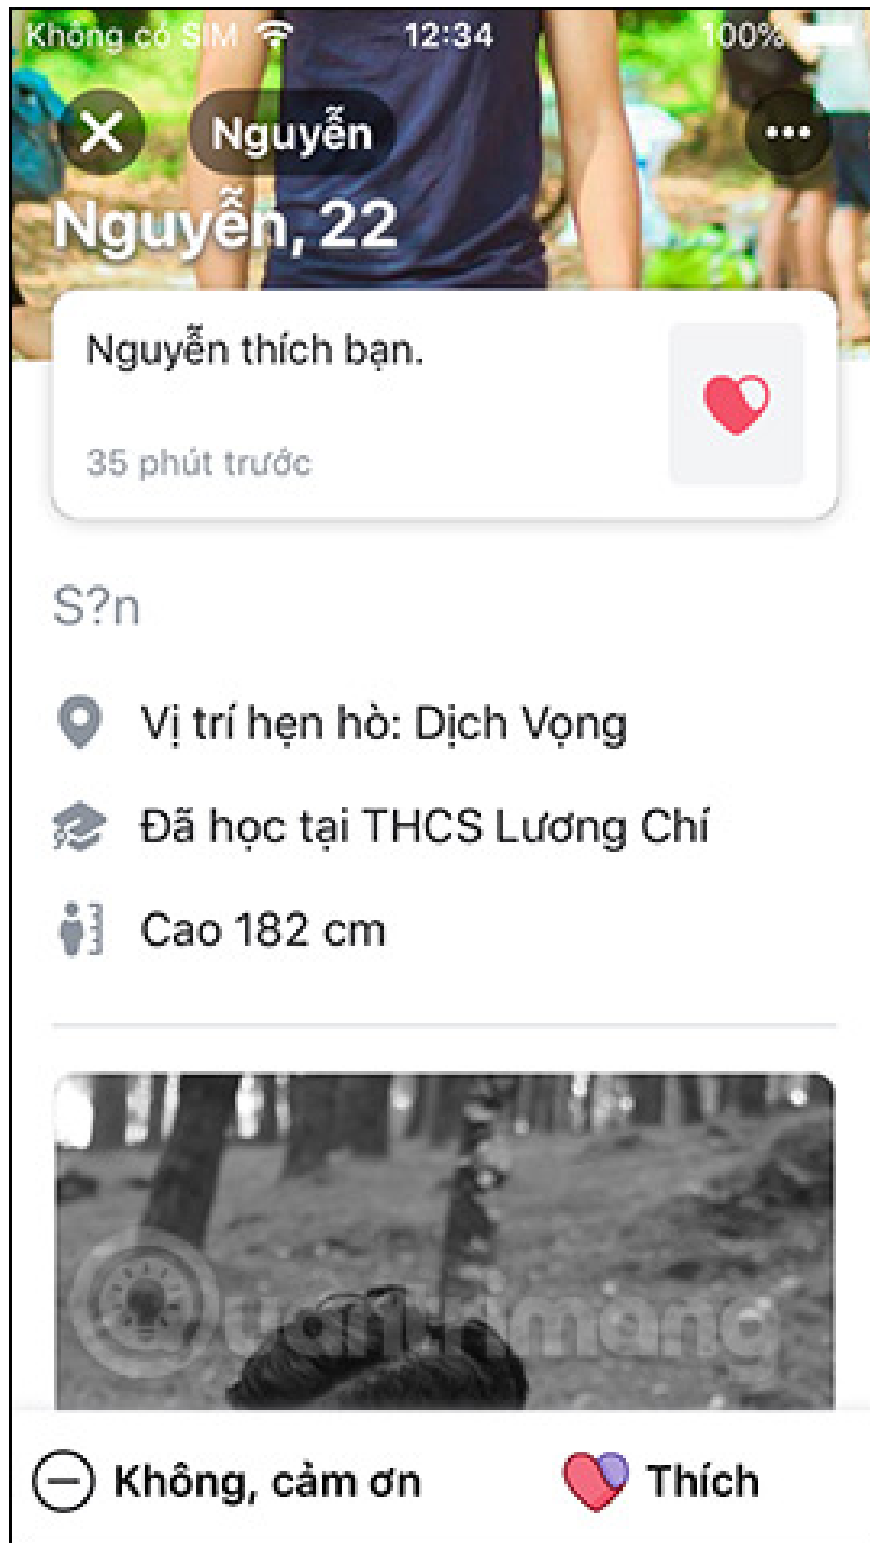 Không có SIM 12:34 100%
Nguyễn
Nguyễn, 22
Nguyễn thích bạn.
35 phút trước
S?n
Vị trí hẹn hò: Dịch Vọng
Đã học tại THCS Lương Chí
Cao 182 cm
Quantrimang
Không, cảm ơn
Thích